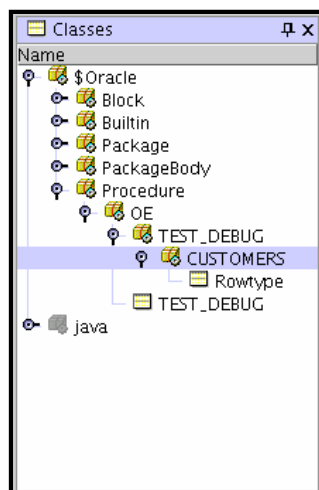 Classes
Name
$Oracle
Block
Builtin
Package
PackageBody
Procedure
OE
TEST_DEBUG
CUSTOMERS
Rowtype
TEST_DEBUG
java